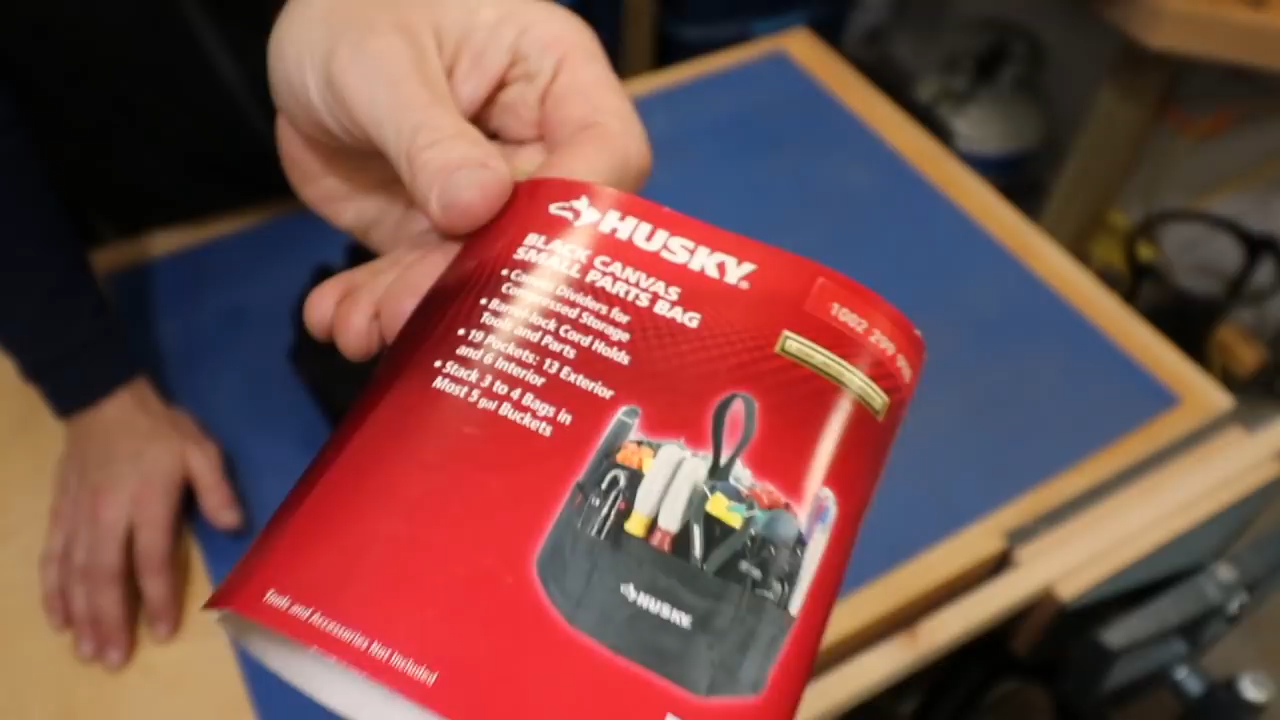 HUSKY®
BLACK CANVAS
SMALL PARTS BAG
• Dividers for
Compressed Storage
• Barrel-lock Cord Holds
Tools and Parts
• 19 Pockets: 13 Exterior
and 6 Interior
• Stack 3 to 4 Bags in
Most 5 gal Buckets
1002 299
HUSKY
Tools and Accessories Not Included